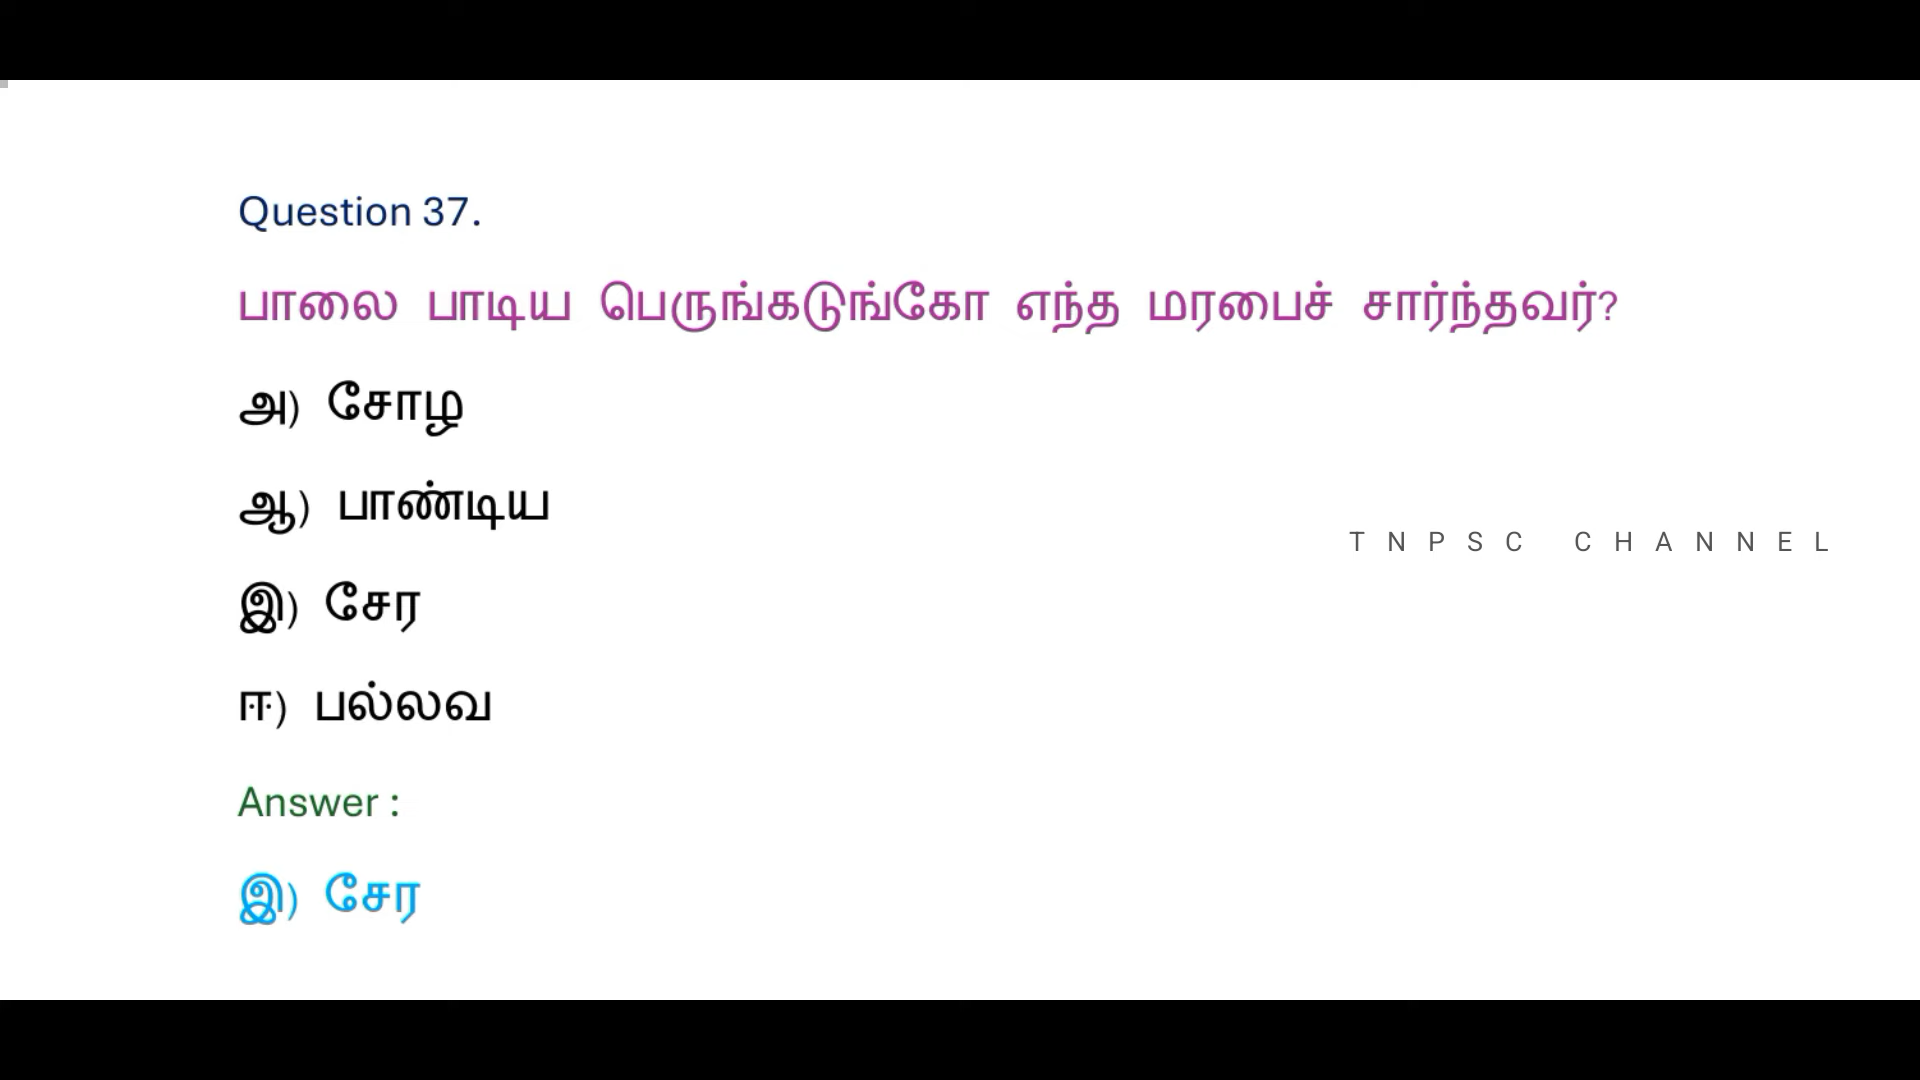 Question 37.
பாலை பாடிய பெருங்கடுங்கோ எந்த மரபைச் சார்ந்தவர்?
அ) சோழ
ஆ) பாண்டிய
TNPSC CHANNEL
இ) சேர
ஈ) பல்லவ
Answer :
இ) சேர